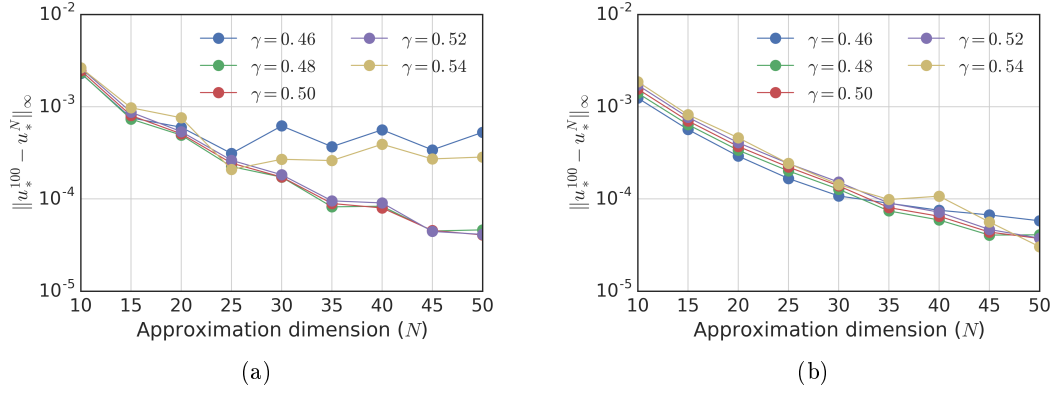 10^-2
10^-3
10^-4
10^-5
‖u_*^100 − u_*^N‖_∞
γ = 0.46
γ = 0.48
γ = 0.50
γ = 0.52
γ = 0.54
10 15 20 25 30 35 40 45 50
Approximation dimension (N)
(a)
10^-2
10^-3
10^-4
10^-5
‖u_*^100 − u_*^N‖_∞
γ = 0.46
γ = 0.48
γ = 0.50
γ = 0.52
γ = 0.54
10 15 20 25 30 35 40 45 50
Approximation dimension (N)
(b)